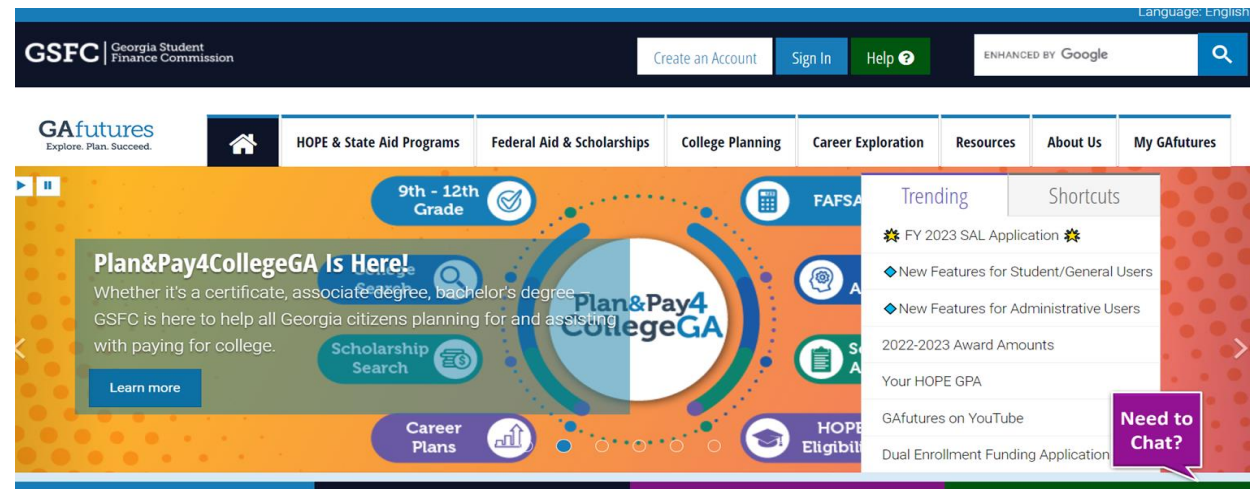 Language: English
GSFC Georgia Student
Finance Commission
Create an Account
Sign In
Help ?
ENHANCED BY Google
GAfutures
Explore. Plan. Succeed.
HOPE & State Aid Programs
Federal Aid & Scholarships
College Planning
Career Exploration
Resources
About Us
My GAfutures
9th - 12th
Grade
FAFSA
Trending
Shortcuts
FY 2023 SAL Application
New Features for Student/General Users
New Features for Administrative Users
2022-2023 Award Amounts
Your HOPE GPA
GAfutures on YouTube
Dual Enrollment Funding Application
Plan&Pay4CollegeGA Is Here!
Whether it's a certificate, associate degree, bachelor's degree –
GSFC is here to help all Georgia citizens planning for and assisting
with paying for college.
Learn more
College
Search
Scholarship
Search
Career
Plans
Plan&Pay4
CollegeGA
HOPE
Need to
Chat?